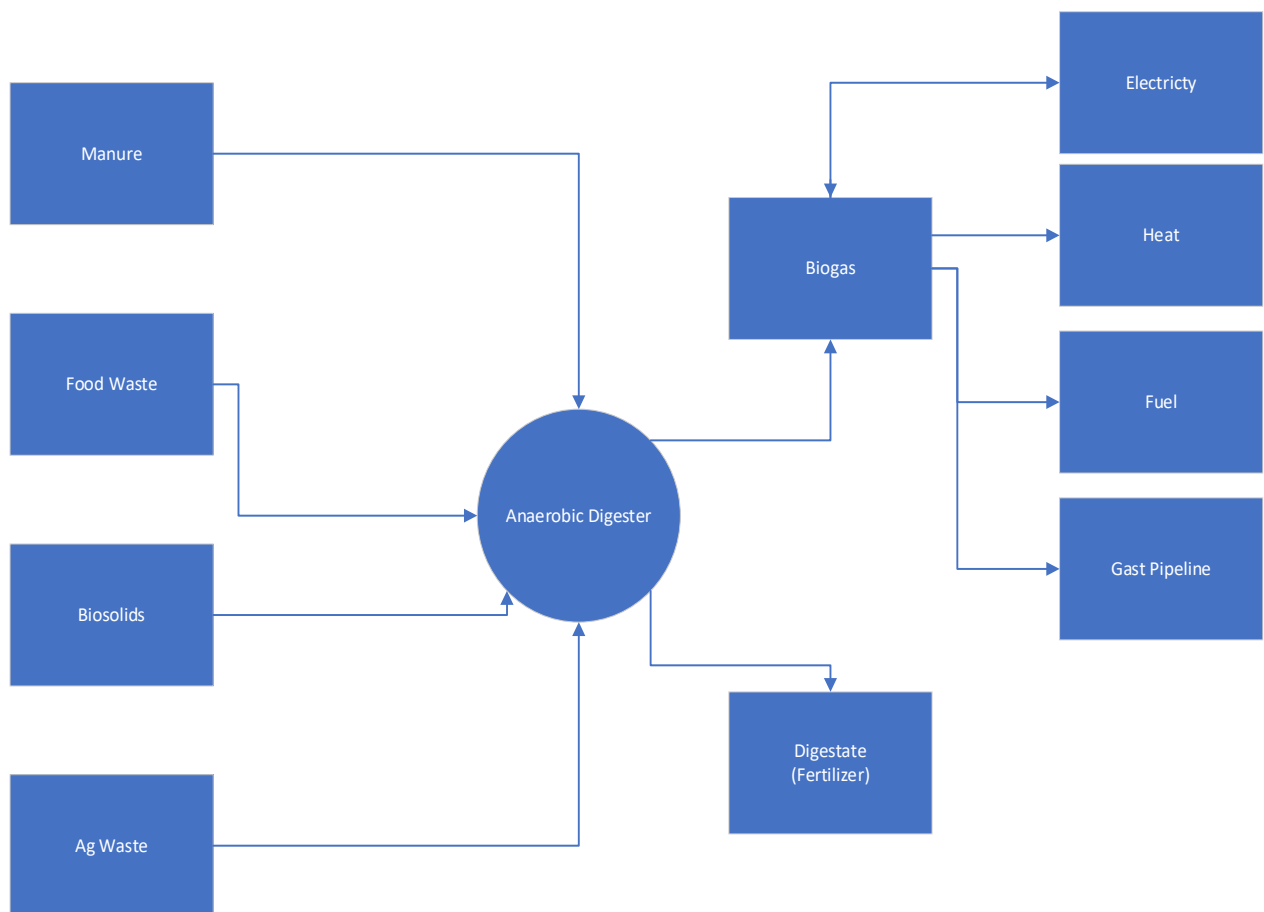 Manure
Food Waste
Biosolids
Ag Waste
Anaerobic Digester
Biogas
Digestate
(Fertilizer)
Electricty
Heat
Fuel
Gast Pipeline